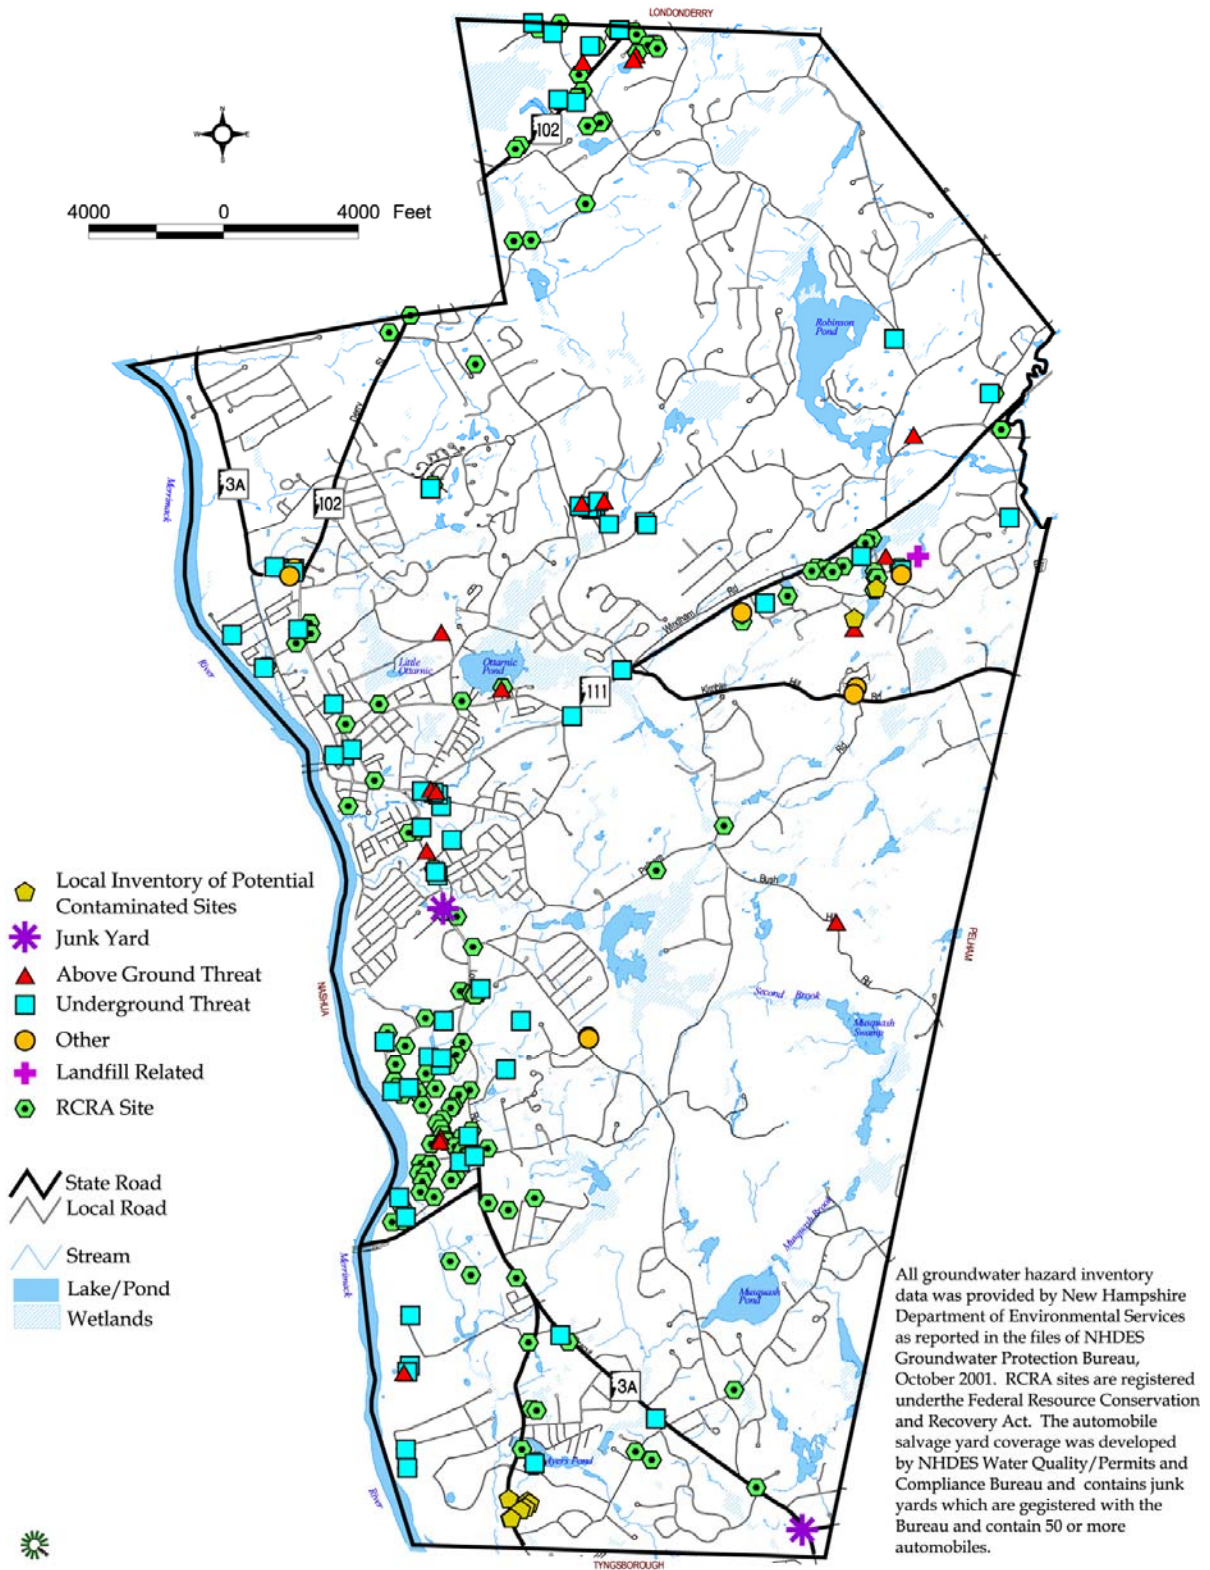 LONDONDERRY
N
W
E
S
102
4000
0
4000 Feet
Robinson
Pond
Derry
St
3A
102
Merrimack
Windham
Rd
Little
Ottarnic
Ottarnic
Pond
River
111
Kimball
Hill
Rd
Rd
Bush
Hill
Rd
PELHAM
NASHUA
Second Brook
Musquash
Swamp
Local Inventory of Potential
Contaminated Sites
Junk Yard
Above Ground Threat
Underground Threat
Other
Landfill Related
RCRA Site
State Road
Local Road
Stream
Lake/Pond
Wetlands
Musquash Brook
Merrimack
Musquash
Pond
3A
Myers Pond
River
TYNGSBOROUGH
All groundwater hazard inventory
data was provided by New Hampshire
Department of Environmental Services
as reported in the files of NHDES
Groundwater Protection Bureau,
October 2001. RCRA sites are registered
underthe Federal Resource Conservation
and Recovery Act. The automobile
salvage yard coverage was developed
by NHDES Water Quality/Permits and
Compliance Bureau and contains junk
yards which are gegistered with the
Bureau and contain 50 or more
automobiles.